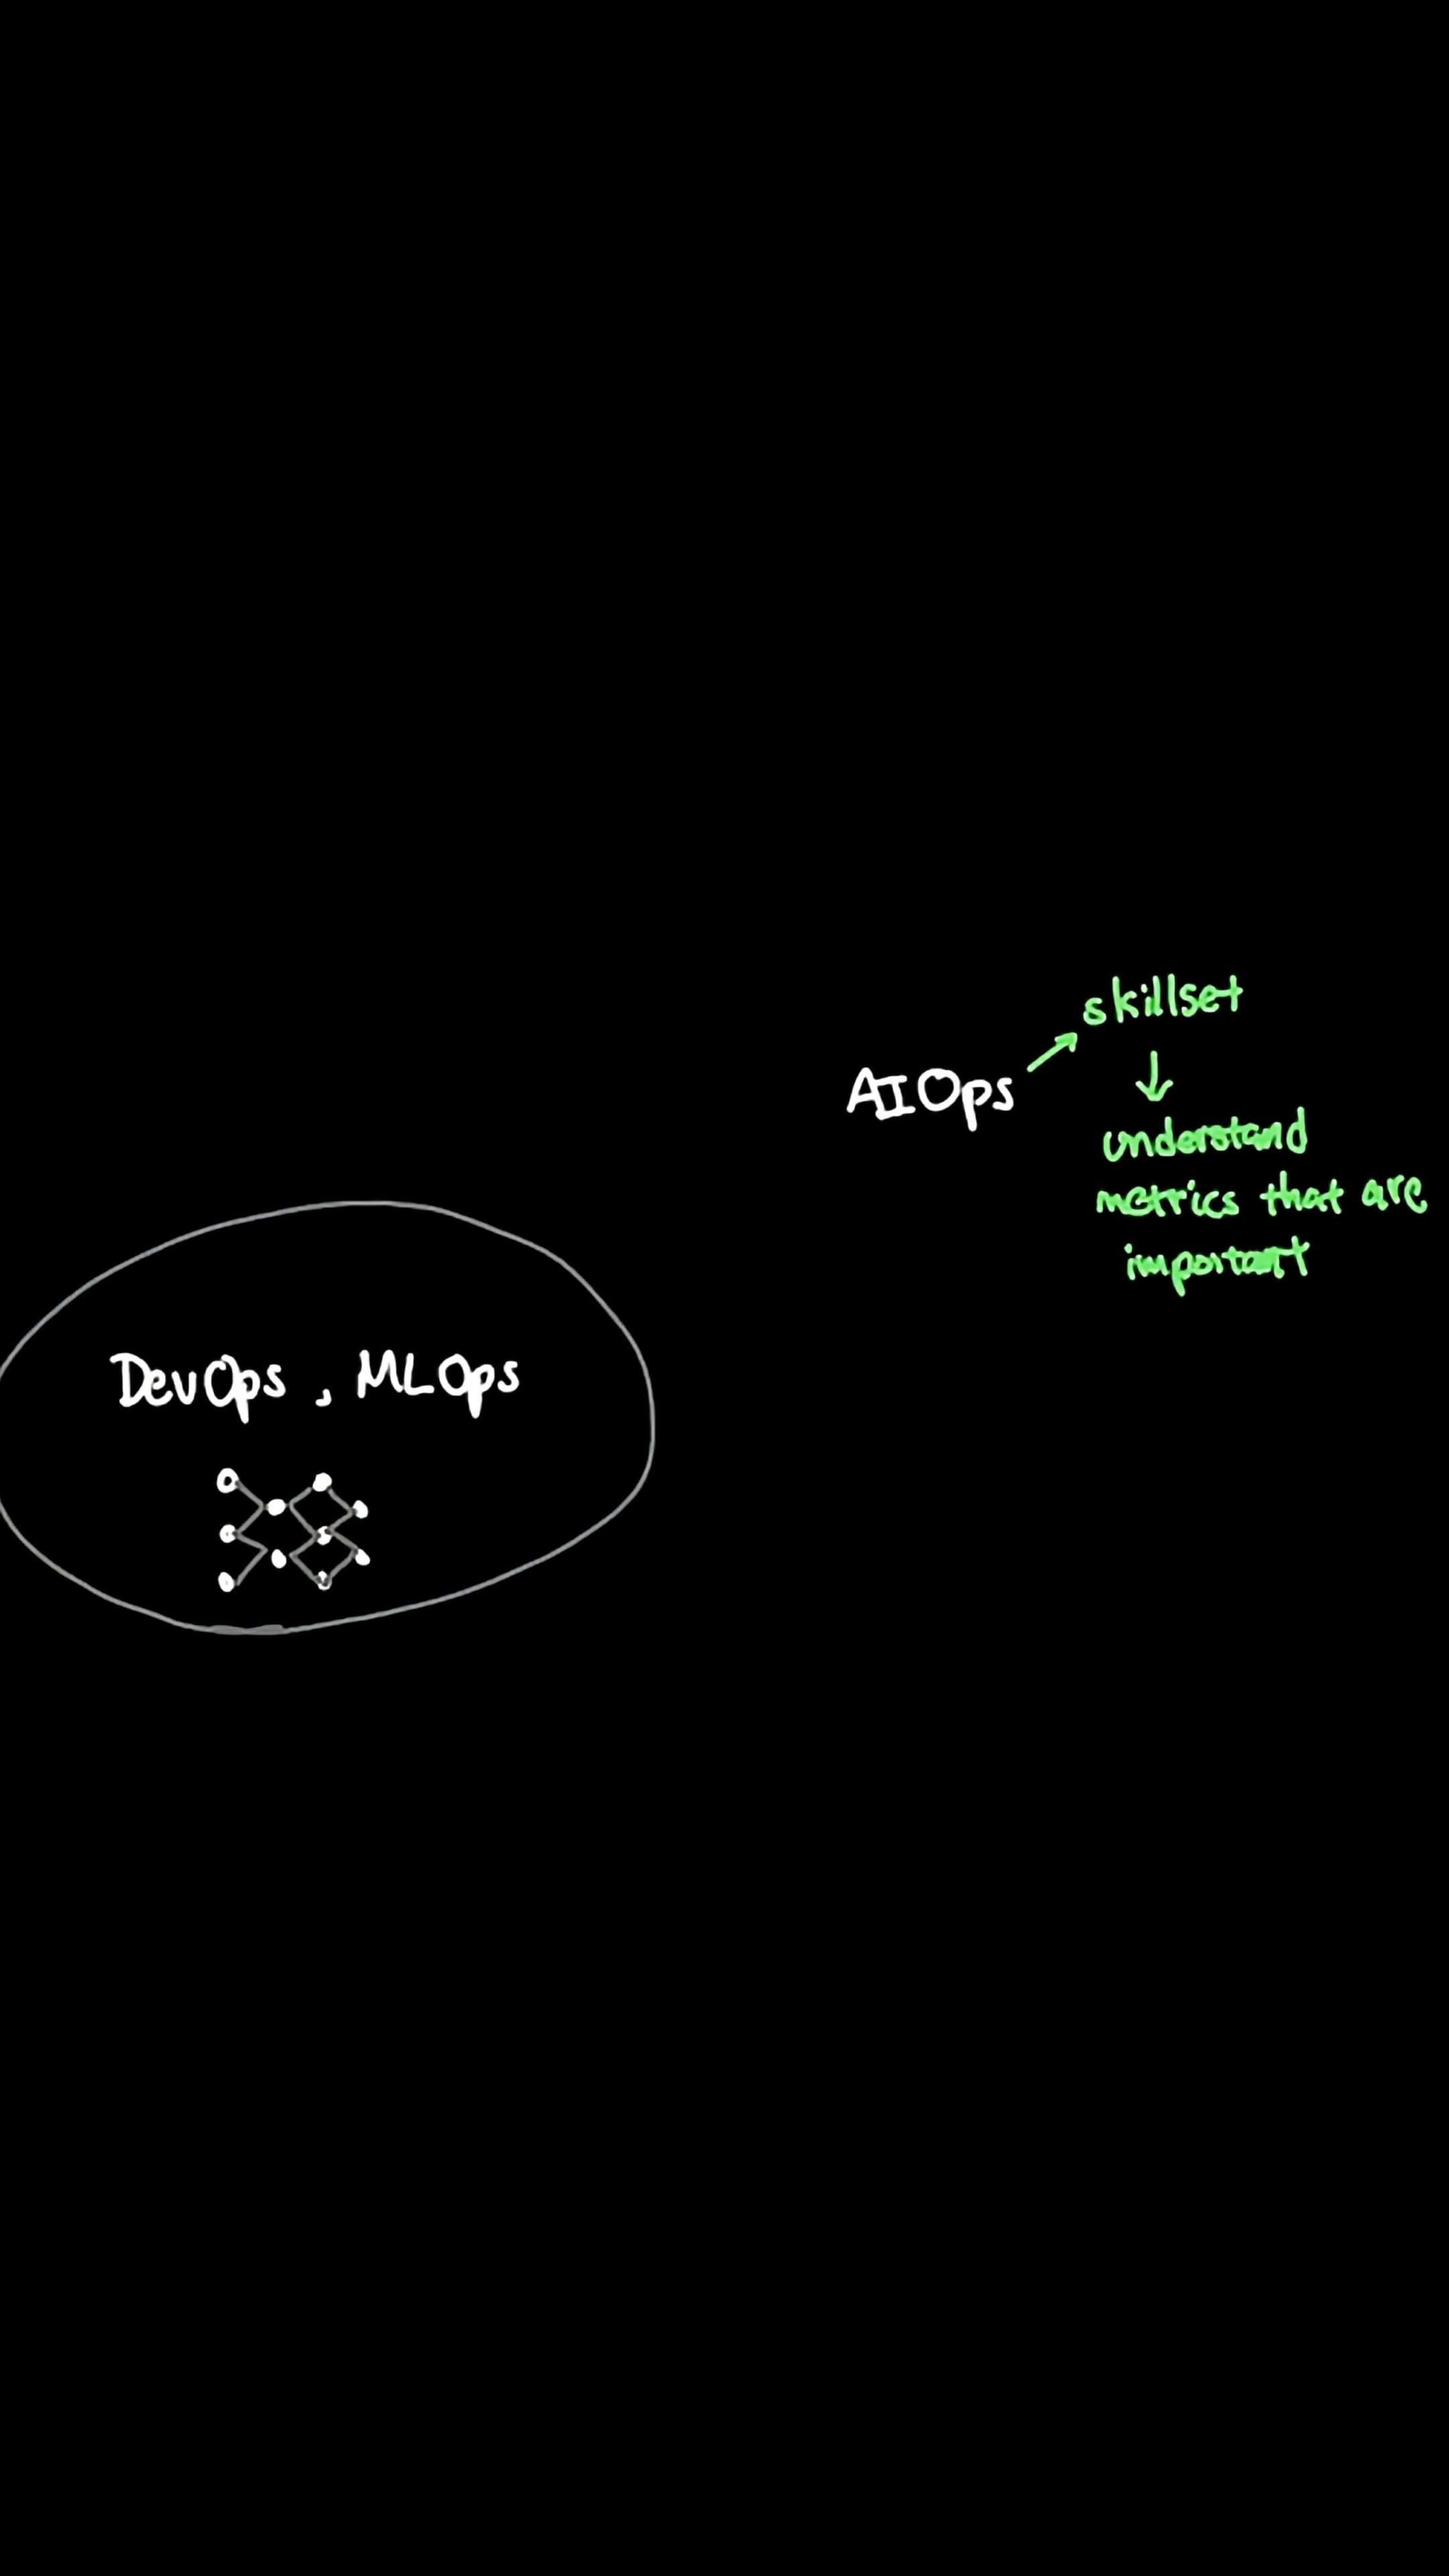 skillset
AIOps
understand
metrics that are
important
DevOps, MLOps